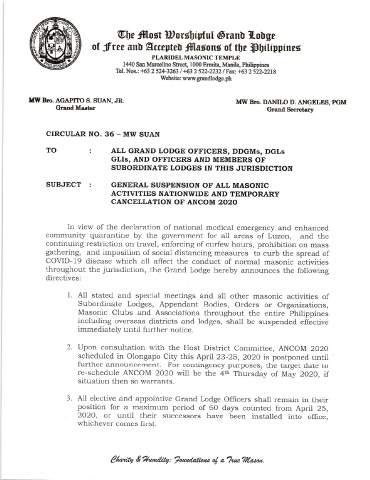 The Most Worshipful Grand Lodge
of Free and Accepted Masons of the Philippines
PLARIDEL MASONIC TEMPLE
1440 San Marcelino Street, 1000 Ermita, Manila, Philippines
Tel. Nos.: +63 2 524-3263 / +63 2 522-2232 / Fax: +63 2 522-2218
Website: www.grandlodge.ph
MW Bro. AGAPITO S. SUAN, JR.
Grand Master
MW Bro. DANILO D. ANGELES, PGM
Grand Secretary
CIRCULAR NO. 36 – MW SUAN
TO : ALL GRAND LODGE OFFICERS, DDGMs, DGLs
GLIs, AND OFFICERS AND MEMBERS OF
SUBORDINATE LODGES IN THIS JURISDICTION
SUBJECT : GENERAL SUSPENSION OF ALL MASONIC
ACTIVITIES NATIONWIDE AND TEMPORARY
CANCELLATION OF ANCOM 2020
In view of the declaration of national medical emergency and enhanced
community quarantine by the government for all areas of Luzon, and the
continuing restriction on travel, enforcing of curfew hours, prohibition on mass
gathering, and imposition of social distancing measures to curb the spread of
COVID-19 disease which all affect the conduct of normal masonic activities
throughout the jurisdiction, the Grand Lodge hereby announces the following
directives:
1. All stated and special meetings and all other masonic activities of
Subordinate Lodges, Appendant Bodies, Orders or Organizations,
Masonic Clubs and Associations throughout the entire Philippines
including overseas districts and lodges, shall be suspended effective
immediately until further notice.
2. Upon consultation with the Host District Committee, ANCOM 2020
scheduled in Olongapo City this April 23-25, 2020 is postponed until
further announcement. For contingency purposes, the target date to
re-schedule ANCOM 2020 will be the 4th Thursday of May 2020, if
situation then so warrants.
3. All elective and appointive Grand Lodge Officers shall remain in their
position for a maximum period of 60 days counted from April 25,
2020, or until their successors have been installed into office,
whichever comes first.
Charity & Humility: Foundations of a True Mason.